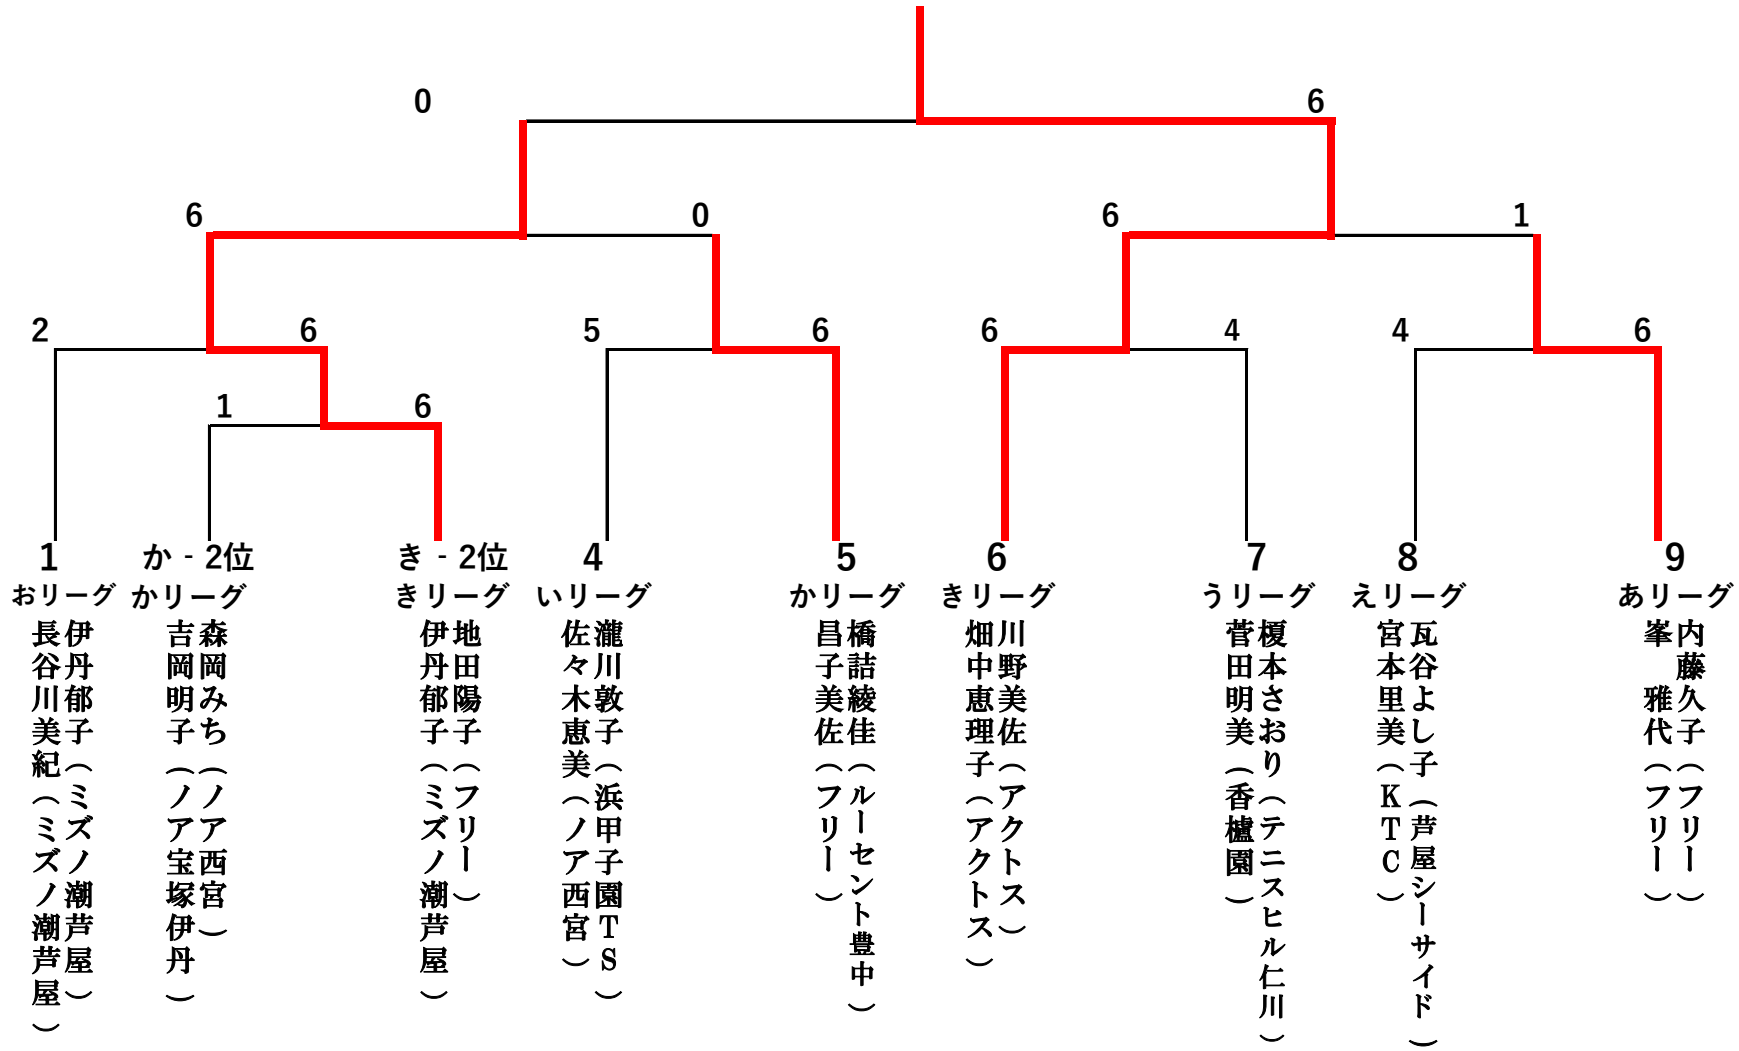 0
6
6
0
6
1
2
6
5
6
6
4
4
6
1
6
1
か - 2位
き - 2位
4
5
6
7
8
9
おリーグ
かリーグ
きリーグ
いリーグ
かリーグ
きリーグ
うリーグ
えリーグ
あリーグ
伊丹郁子（ミズノ潮芦屋）
長谷川美紀（ミズノ潮芦屋）
森岡みち（ノア西宮）
吉岡明子（ノア宝塚伊丹）
地田陽子（フリー）
伊丹郁子（ミズノ潮芦屋）
瀧川敦子（浜甲子園TS）
佐々木恵美（ノア西宮）
橋詰綾佳（ルーセント豊中）
昌子美佐（フリー）
川野美佐（アクトス）
畑中恵理子（アクトス）
榎本さおり（テニスヒル仁川）
菅田明美（香櫨園）
瓦谷よし子（芦屋シーサイド）
宮本里美（KTC）
内藤久子（フリー）
峯　雅代（フリー）